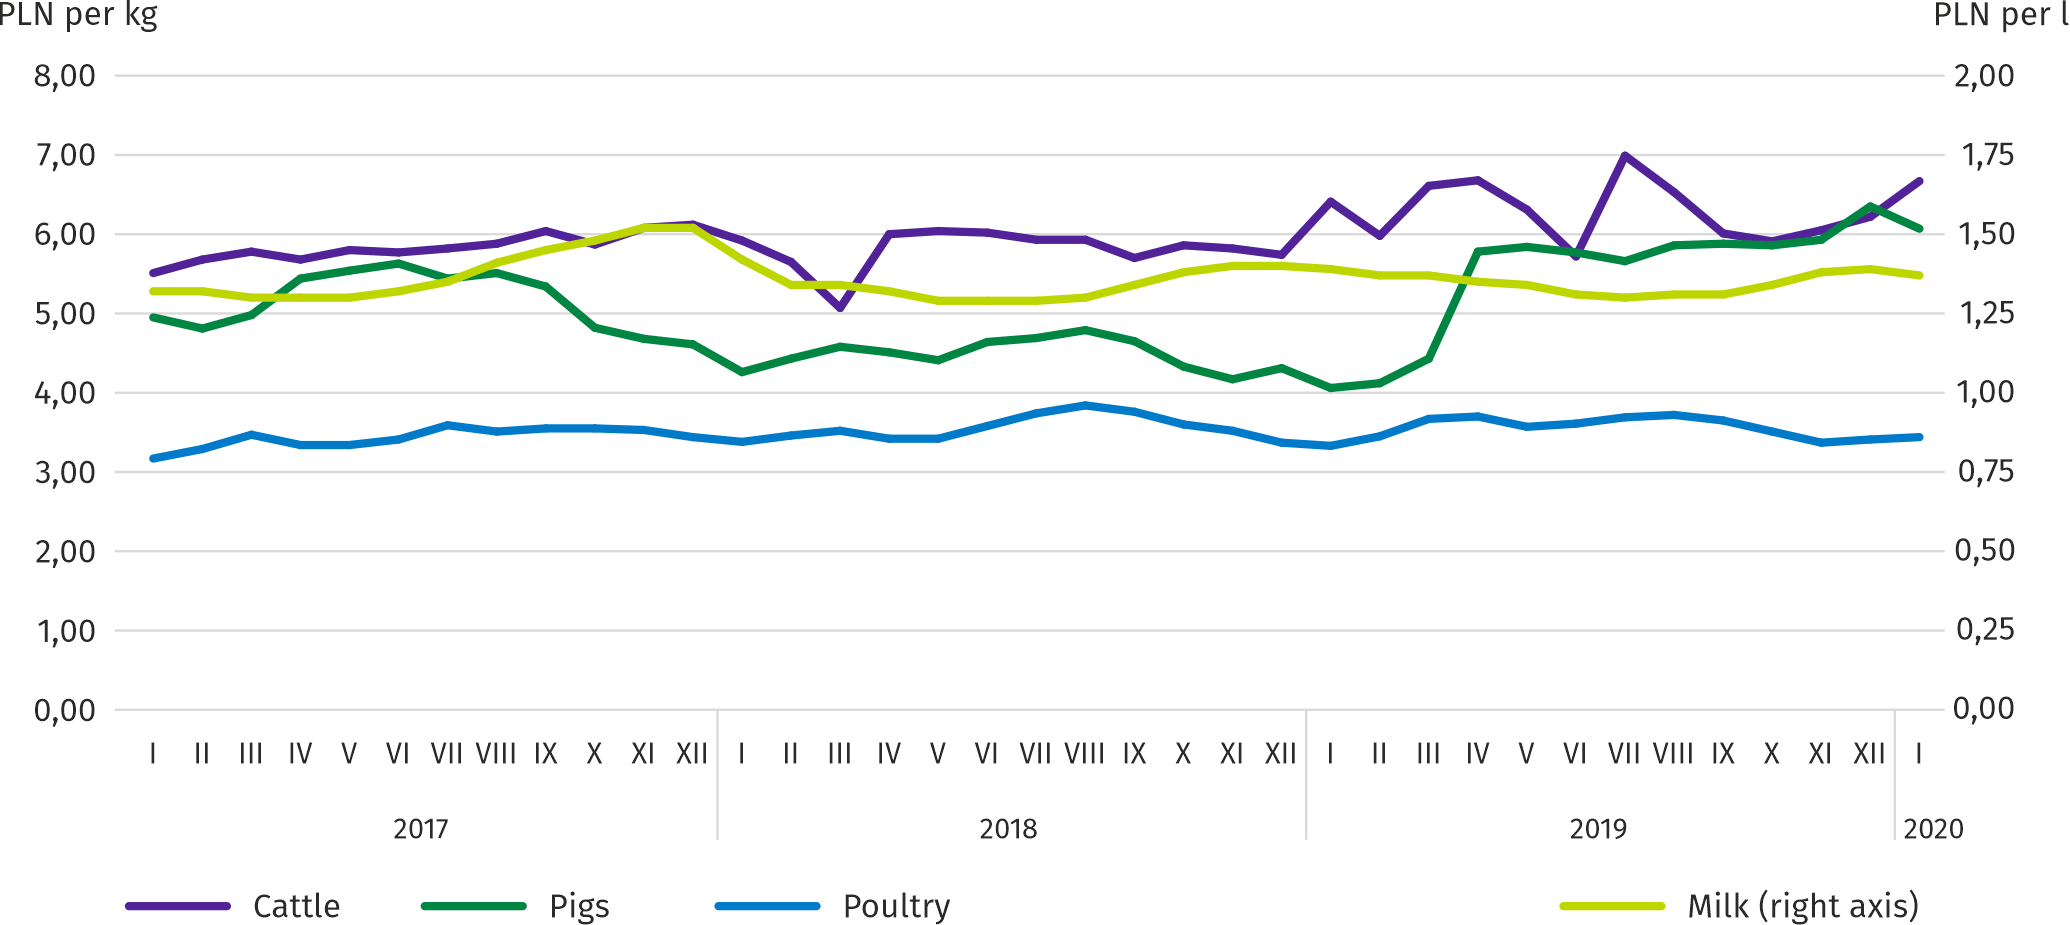 PLN per kg PLN per l
8,00 2,00
7,00 1,75
6,00 1,50
5,00 1,25
4,00 1,00
3,00 0,75
2,00 0,50
1,00 0,25
0,00 0,00
I II III IV V VI VII VIII IX X XI XII I II III IV V VI VII VIII IX X XI XII I II III IV V VI VII VIII IX X XI XII I
2017 2018 2019 2020
Cattle Pigs Poultry Milk (right axis)